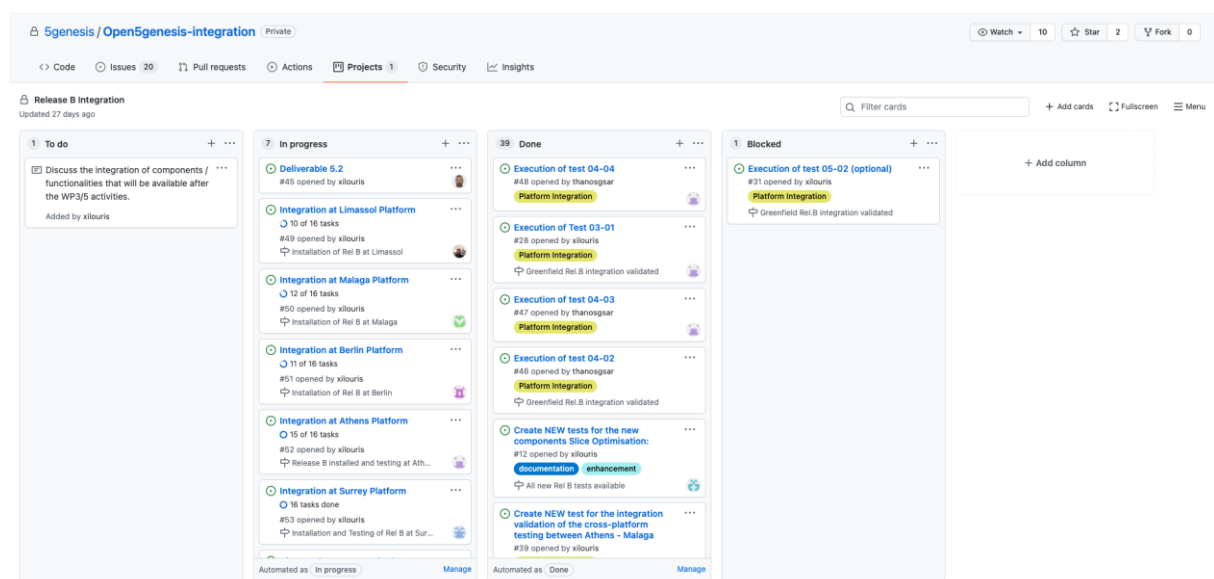 5genesis / Open5genesis-integration Private
Watch 10 Star 2 Fork 0
Code Issues 20 Pull requests Actions Projects 1 Security Insights
Release B Integration
Updated 27 days ago
Filter cards
+ Add cards Fullscreen Menu
1 To do
Discuss the integration of components /
functionalities that will be available after
the WP3/5 activities.
Added by xilouris
7 In progress
Deliverable 5.2
#45 opened by xilouris
Integration at Limassol Platform
10 of 16 tasks
#49 opened by xilouris
Installation of Rel B at Limassol
Integration at Malaga Platform
12 of 16 tasks
#50 opened by xilouris
Installation of Rel B at Malaga
Integration at Berlin Platform
11 of 16 tasks
#51 opened by xilouris
Installation of Rel B at Berlin
Integration at Athens Platform
15 of 16 tasks
#52 opened by xilouris
Release B installed and testing at Ath...
Integration at Surrey Platform
16 tasks done
#53 opened by xilouris
Installation and Testing of Rel B at Sur...
Automated as In progress Manage
39 Done
Execution of test 04-04
#48 opened by thanosgsar
Platform Integration
Execution of Test 03-01
#28 opened by xilouris
Platform Integration
Greenfield Rel.B integration validated
Execution of test 04-03
#47 opened by thanosgsar
Platform Integration
Execution of test 04-02
#46 opened by thanosgsar
Platform Integration
Greenfield Rel.B integration validated
Create NEW tests for the new
components Slice Optimisation:
#12 opened by xilouris
documentation enhancement
All new Rel B tests available
Create NEW test for the integration
validation of the cross-platform
testing between Athens - Malaga
#39 opened by xilouris
Automated as Done Manage
1 Blocked
Execution of test 05-02 (optional)
#31 opened by xilouris
Platform Integration
Greenfield Rel.B integration validated
+ Add column